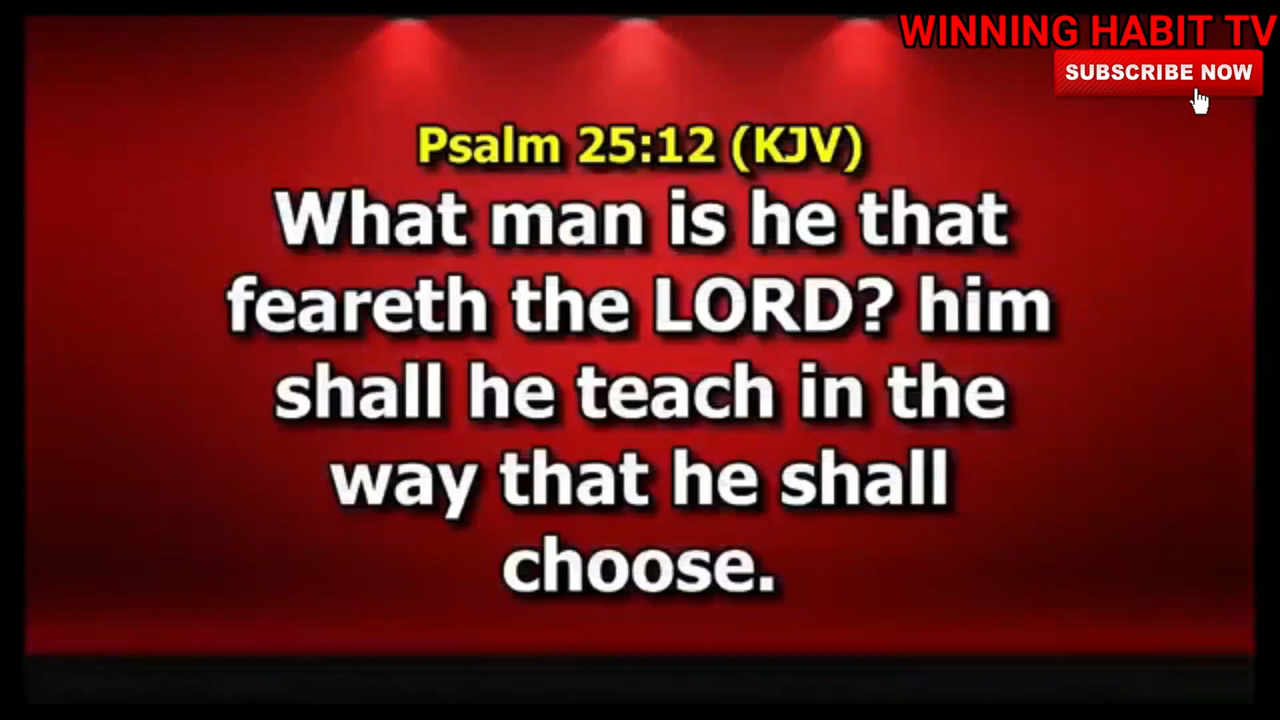 WINNING HABIT TV
SUBSCRIBE NOW
Psalm 25:12 (KJV)
What man is he that
feareth the LORD? him
shall he teach in the
way that he shall
choose.